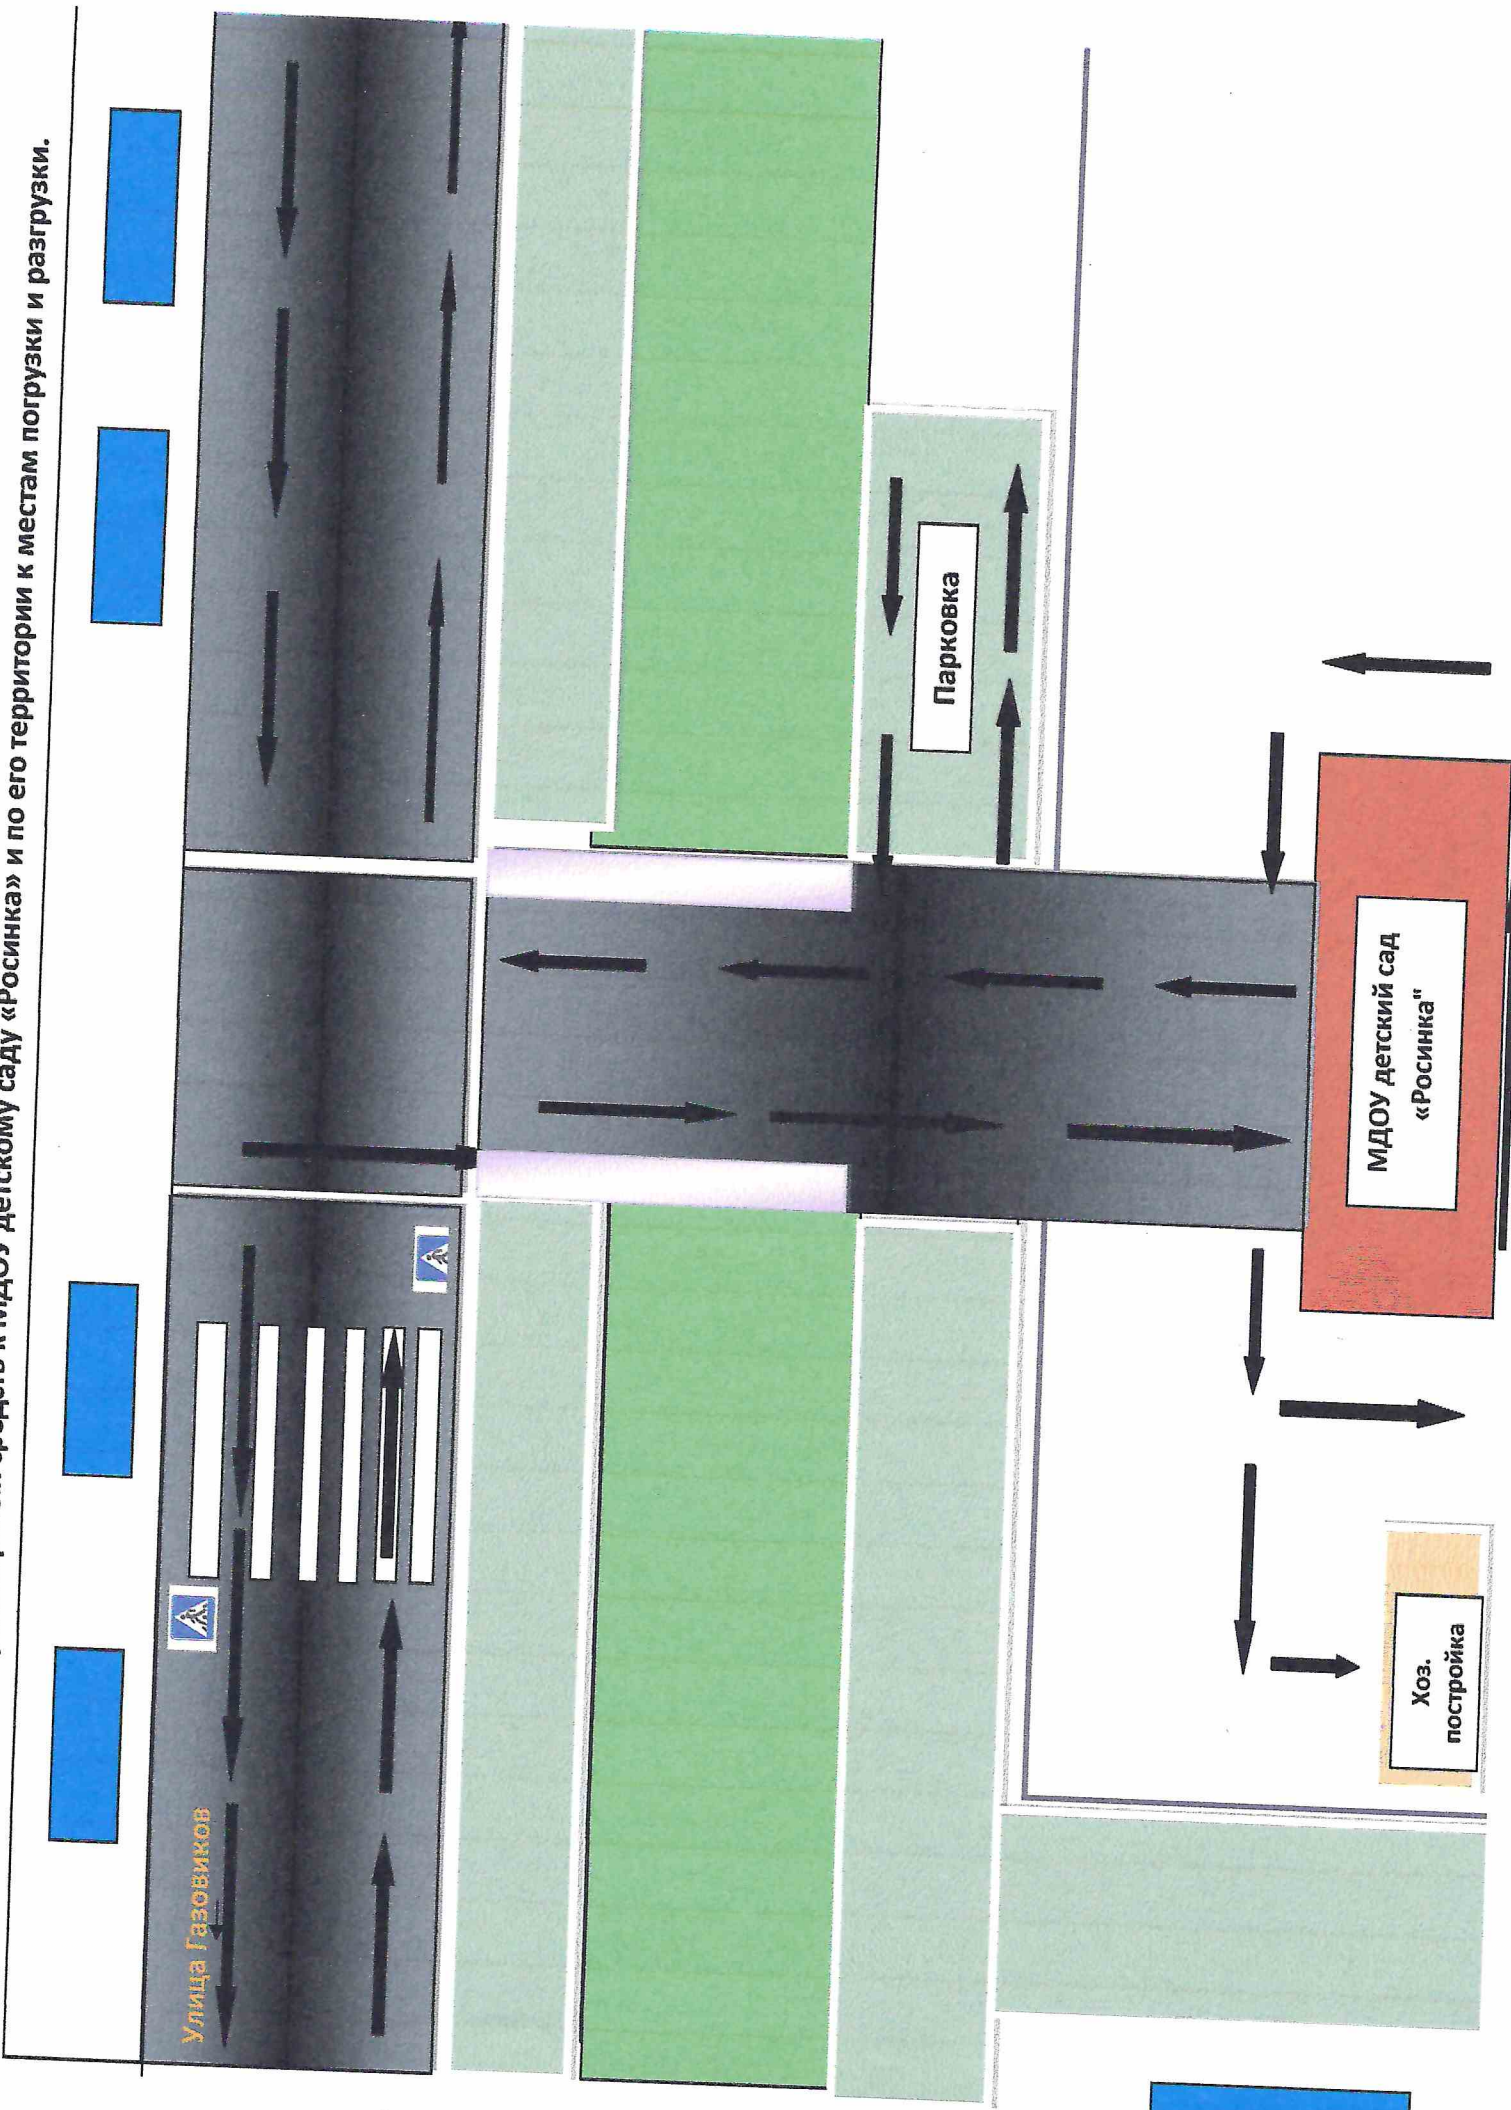 средств к МДОУ детскому саду «Росинка» и по его территории к местам погрузки и разгрузки.
Улица Газовиков
Парковка
МДОУ детский сад
«Росинка"
Хоз.
постройка